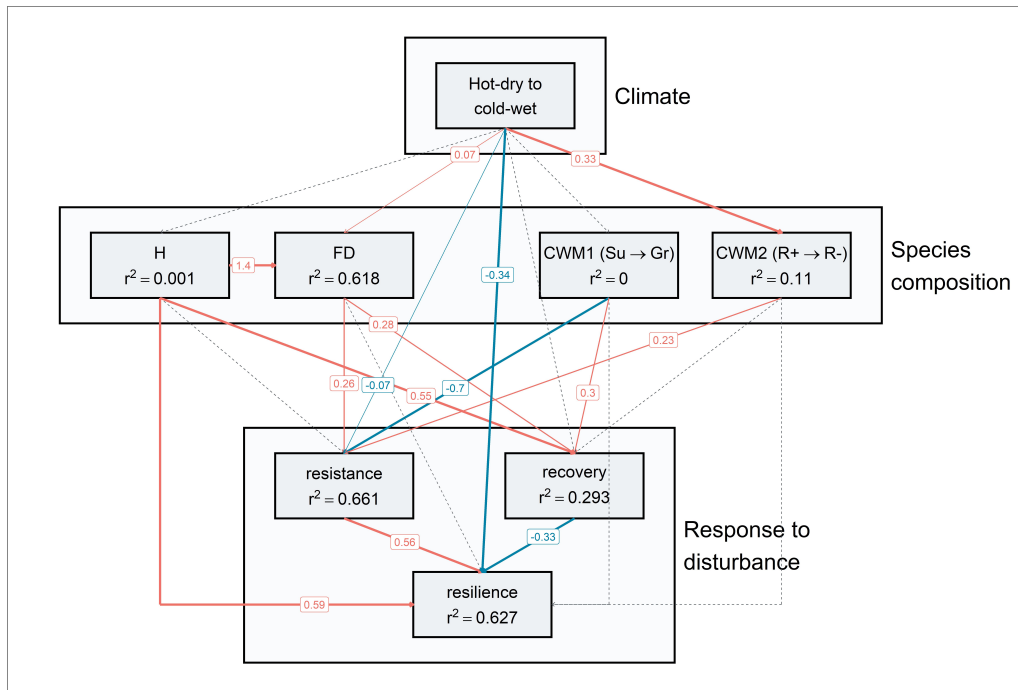 Hot-dry to
cold-wet
Climate
0.07
0.33
H
r² = 0.001
1.4
FD
r² = 0.618
-0.34
CWM1 (Su → Gr)
r² = 0
CWM2 (R+ → R-)
r² = 0.11
Species
composition
0.28
0.23
0.26
-0.07
-0.7
0.55
0.3
resistance
r² = 0.661
recovery
r² = 0.293
Response to
disturbance
0.56
-0.33
resilience
r² = 0.627
0.59